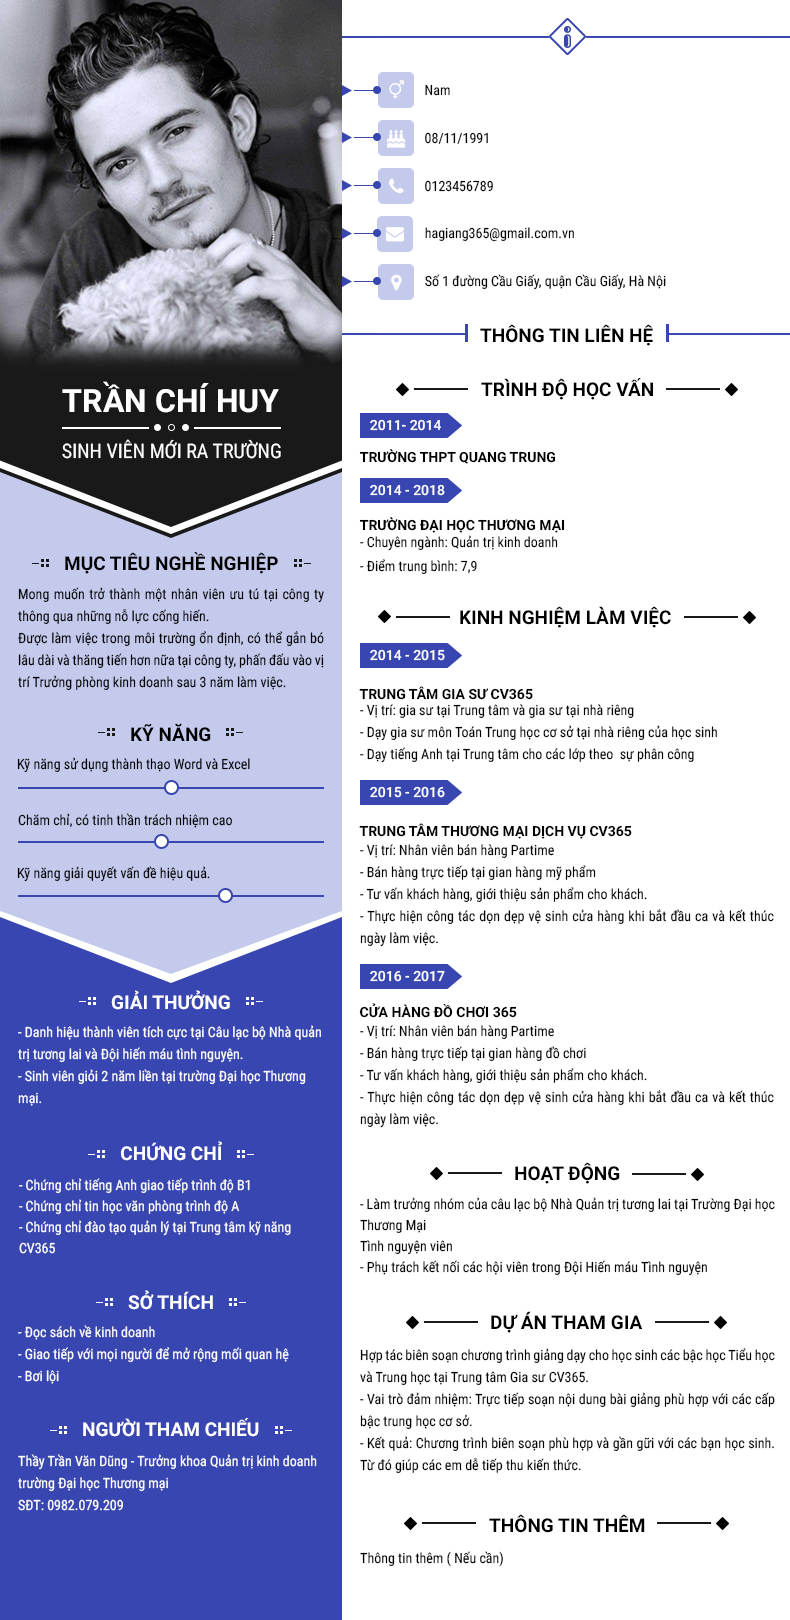 TRẦN CHÍ HUY
SINH VIÊN MỚI RA TRƯỜNG
MỤC TIÊU NGHỀ NGHIỆP
Mong muốn trở thành một nhân viên ưu tú tại công ty
thông qua những nỗ lực cống hiến.
Được làm việc trong môi trường ổn định, có thể gắn bó
lâu dài và thăng tiến hơn nữa tại công ty, phấn đấu vào vị
trí Trưởng phòng kinh doanh sau 3 năm làm việc.
KỸ NĂNG
Kỹ năng sử dụng thành thạo Word và Excel
Chăm chỉ, có tinh thần trách nhiệm cao
Kỹ năng giải quyết vấn đề hiệu quả.
GIẢI THƯỞNG
- Danh hiệu thành viên tích cực tại Câu lạc bộ Nhà quản
trị tương lai và Đội hiến máu tình nguyện.
- Sinh viên giỏi 2 năm liền tại trường Đại học Thương
mại.
CHỨNG CHỈ
- Chứng chỉ tiếng Anh giao tiếp trình độ B1
- Chứng chỉ tin học văn phòng trình độ A
- Chứng chỉ đào tạo quản lý tại Trung tâm kỹ năng
CV365
SỞ THÍCH
- Đọc sách về kinh doanh
- Giao tiếp với mọi người để mở rộng mối quan hệ
- Bơi lội
NGƯỜI THAM CHIẾU
Thầy Trần Văn Dũng - Trưởng khoa Quản trị kinh doanh
trường Đại học Thương mại
SĐT: 0982.079.209
Nam
08/11/1991
0123456789
hagiang365@gmail.com.vn
Số 1 đường Cầu Giấy, quận Cầu Giấy, Hà Nội
THÔNG TIN LIÊN HỆ
TRÌNH ĐỘ HỌC VẤN
2011- 2014
TRƯỜNG THPT QUANG TRUNG
2014 - 2018
TRƯỜNG ĐẠI HỌC THƯƠNG MẠI
- Chuyên ngành: Quản trị kinh doanh
- Điểm trung bình: 7,9
KINH NGHIỆM LÀM VIỆC
2014 - 2015
TRUNG TÂM GIA SƯ CV365
- Vị trí: gia sư tại Trung tâm và gia sư tại nhà riêng
- Dạy gia sư môn Toán Trung học cơ sở tại nhà riêng của học sinh
- Dạy tiếng Anh tại Trung tâm cho các lớp theo  sự phân công
2015 - 2016
TRUNG TÂM THƯƠNG MẠI DỊCH VỤ CV365
- Vị trí: Nhân viên bán hàng Partime
- Bán hàng trực tiếp tại gian hàng mỹ phẩm
- Tư vấn khách hàng, giới thiệu sản phẩm cho khách.
- Thực hiện công tác dọn dẹp vệ sinh cửa hàng khi bắt đầu ca và kết thúc
ngày làm việc.
2016 - 2017
CỬA HÀNG ĐỒ CHƠI 365
- Vị trí: Nhân viên bán hàng Partime
- Bán hàng trực tiếp tại gian hàng đồ chơi
- Tư vấn khách hàng, giới thiệu sản phẩm cho khách.
- Thực hiện công tác dọn dẹp vệ sinh cửa hàng khi bắt đầu ca và kết thúc
ngày làm việc.
HOẠT ĐỘNG
- Làm trưởng nhóm của câu lạc bộ Nhà Quản trị tương lai tại Trường Đại học
Thương Mại
Tình nguyện viên
- Phụ trách kết nối các hội viên trong Đội Hiến máu Tình nguyện
DỰ ÁN THAM GIA
Hợp tác biên soạn chương trình giảng dạy cho học sinh các bậc học Tiểu học
và Trung học tại Trung tâm Gia sư CV365.
- Vai trò đảm nhiệm: Trực tiếp soạn nội dung bài giảng phù hợp với các cấp
bậc trung học cơ sở.
- Kết quả: Chương trình biên soạn phù hợp và gần gữi với các bạn học sinh.
Từ đó giúp các em dễ tiếp thu kiến thức.
THÔNG TIN THÊM
Thông tin thêm ( Nếu cần)